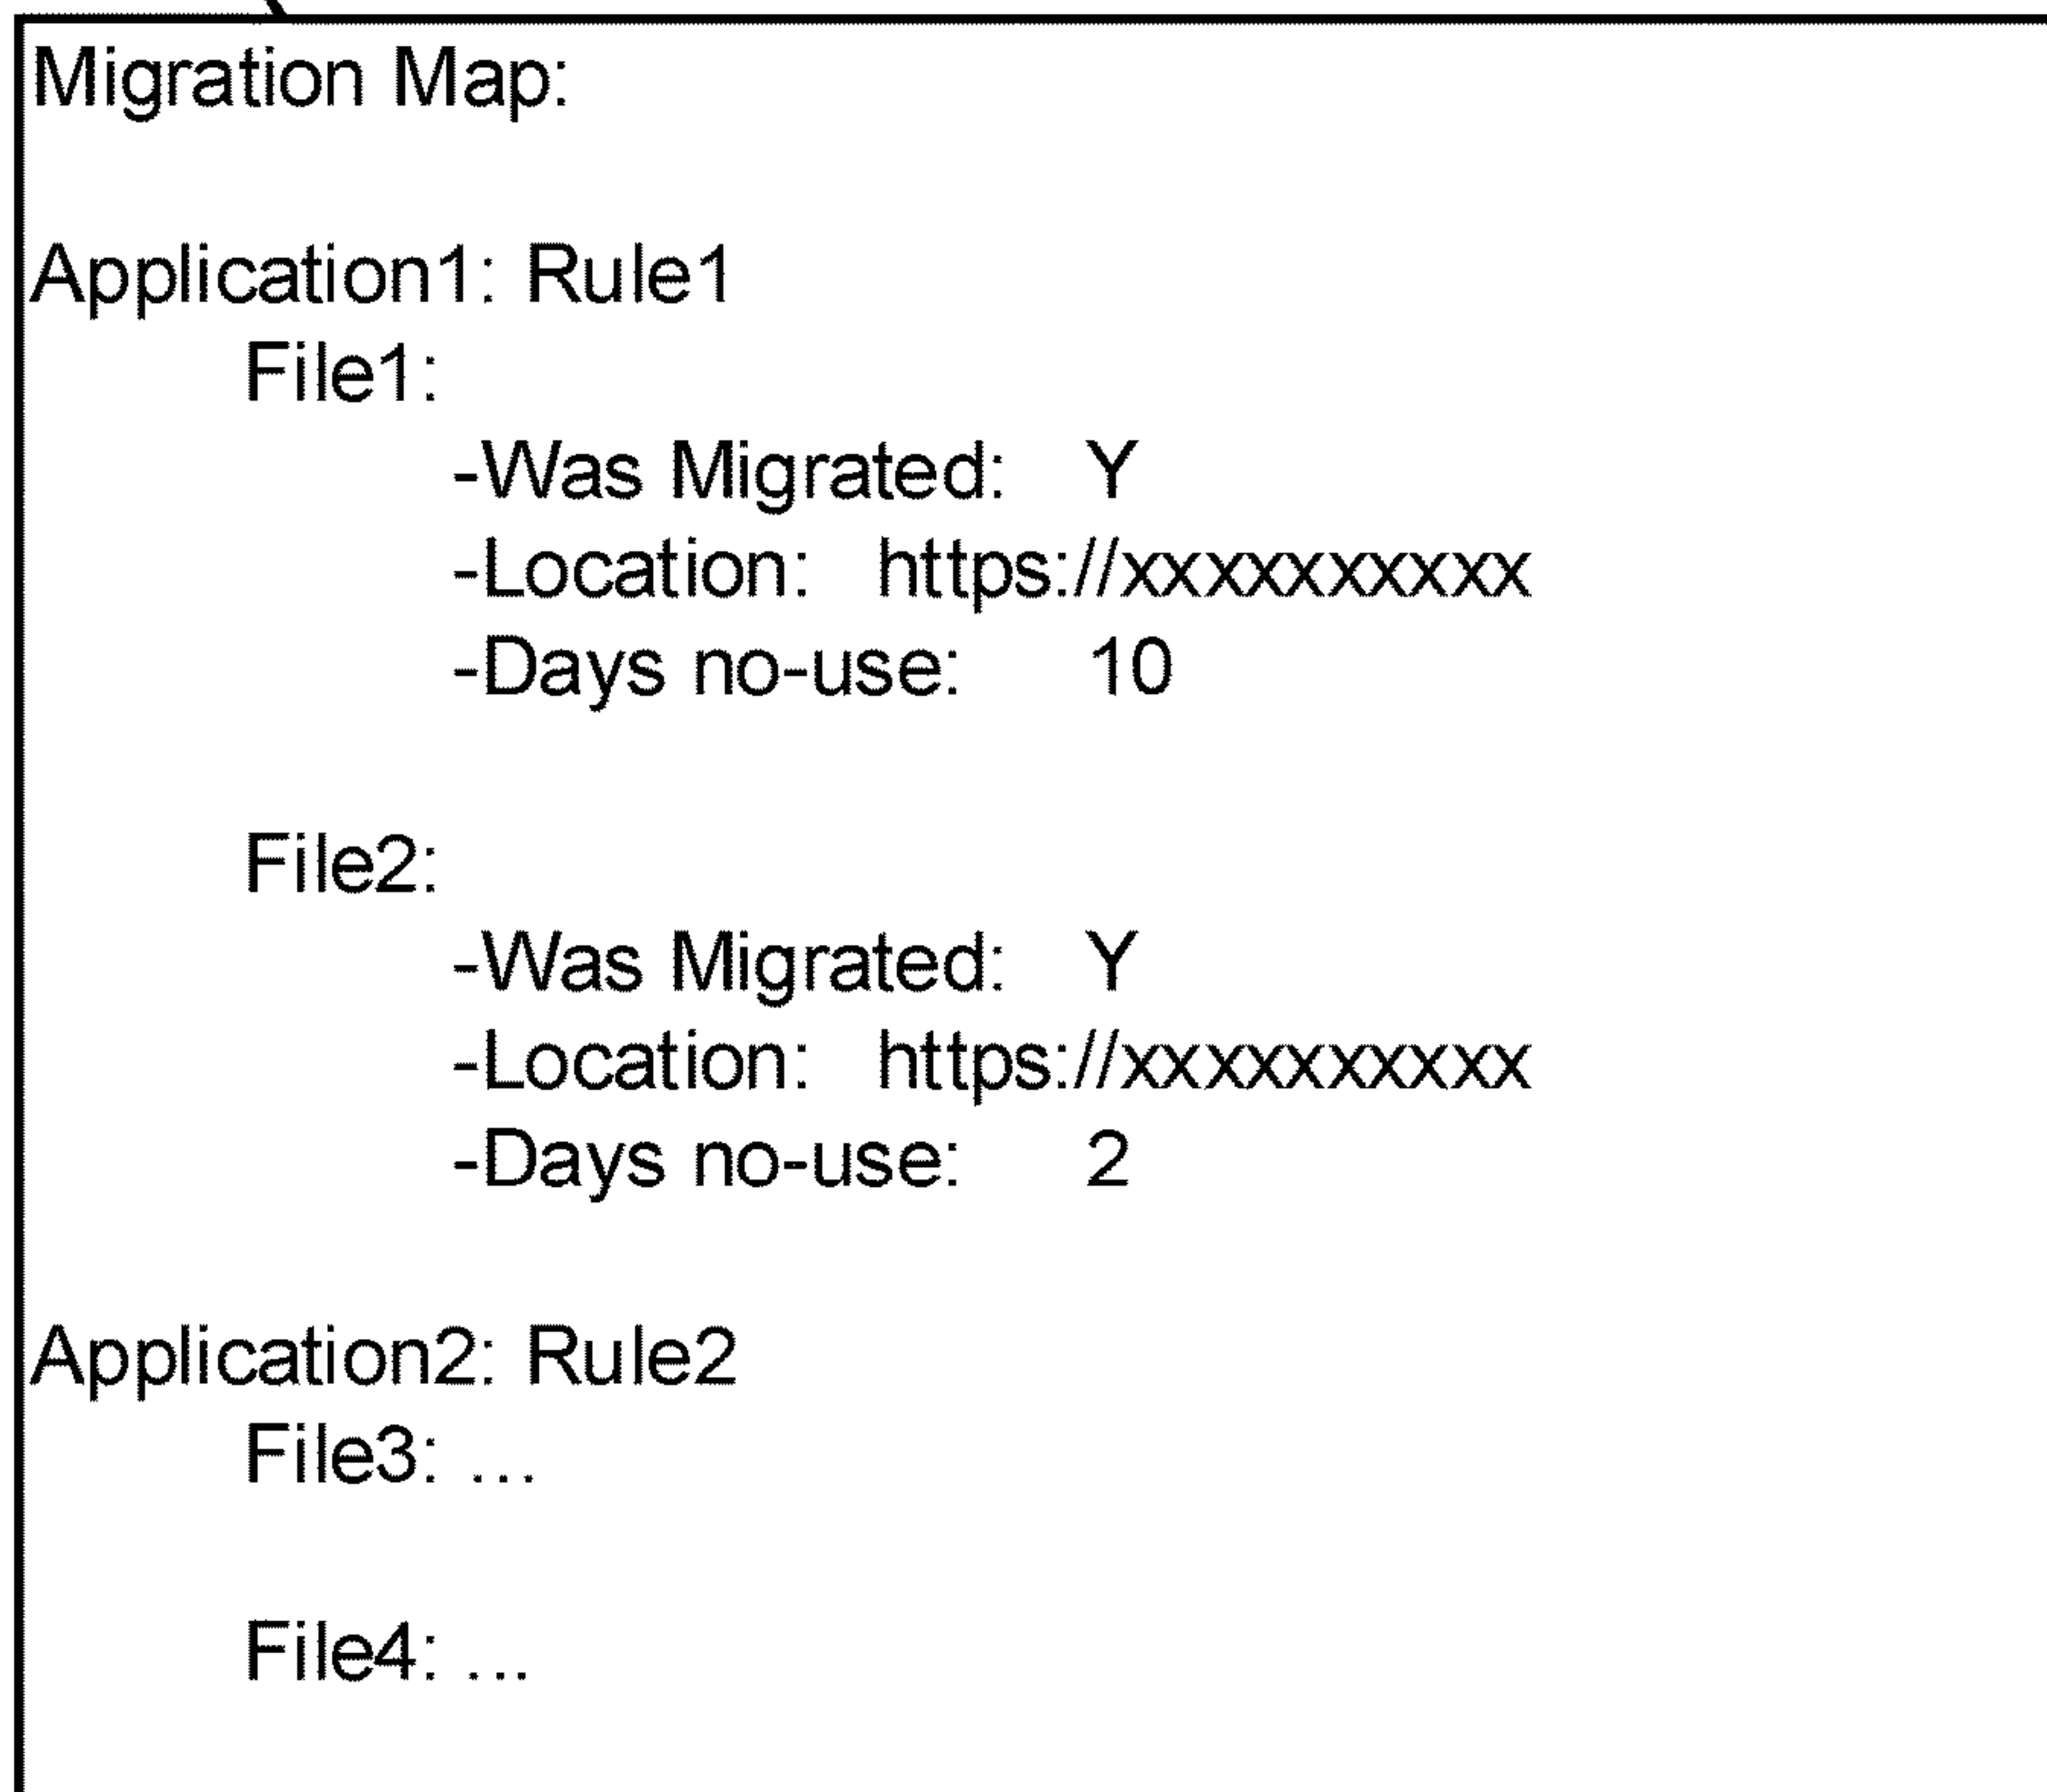 Migration Map:
Application1: Rule1
File1:
-Was Migrated: Y
-Location: https://xxxxxxxxxx
-Days no-use: 10
File2:
-Was Migrated: Y
-Location: https://xxxxxxxxxx
-Days no-use: 2
Application2: Rule2
File3: ...
File4: ...